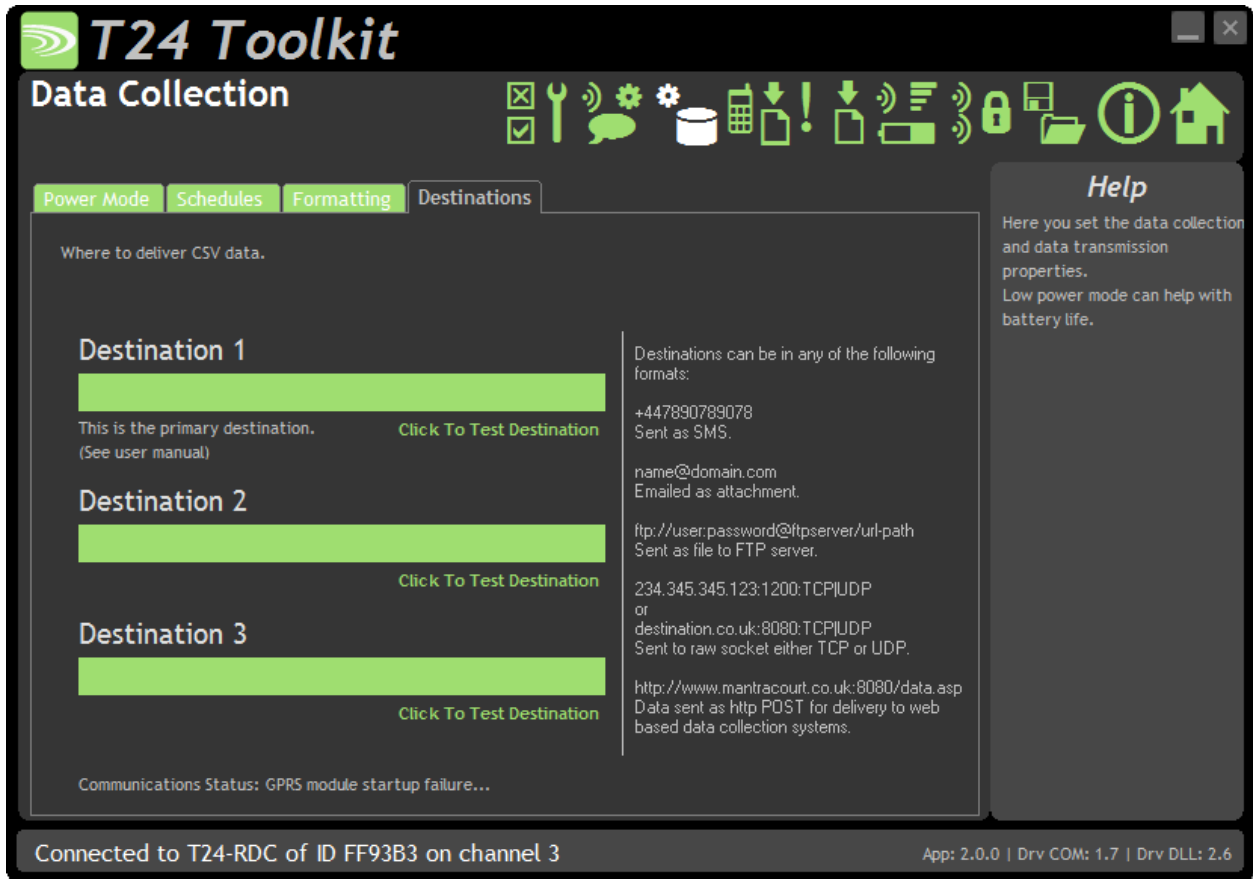 T24 Toolkit
Data Collection
Power Mode
Schedules
Formatting
Destinations
Where to deliver CSV data.
Destination 1
This is the primary destination.
(See user manual)
Click To Test Destination
Destination 2
Click To Test Destination
Destination 3
Click To Test Destination
Destinations can be in any of the following
formats:
+447890789078
Sent as SMS.
name@domain.com
Emailed as attachment.
ftp://user:password@ftpserver/url-path
Sent as file to FTP server.
234.345.345.123:1200:TCP|UDP
or
destination.co.uk:8080:TCP|UDP
Sent to raw socket either TCP or UDP.
http://www.mantracourt.co.uk:8080/data.asp
Data sent as http POST for delivery to web
based data collection systems.
Communications Status: GPRS module startup failure...
Help
Here you set the data collection
and data transmission
properties.
Low power mode can help with
battery life.
Connected to T24-RDC of ID FF93B3 on channel 3
App: 2.0.0 | Drv COM: 1.7 | Drv DLL: 2.6